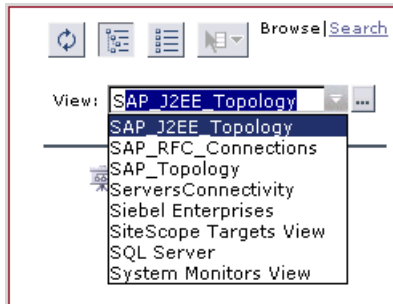 Browse|Search
View: SAP_J2EE_Topology ...
SAP_J2EE_Topology
SAP_RFC_Connections
SAP_Topology
ServersConnectivity
Siebel Enterprises
SiteScope Targets View
SQL Server
System Monitors View